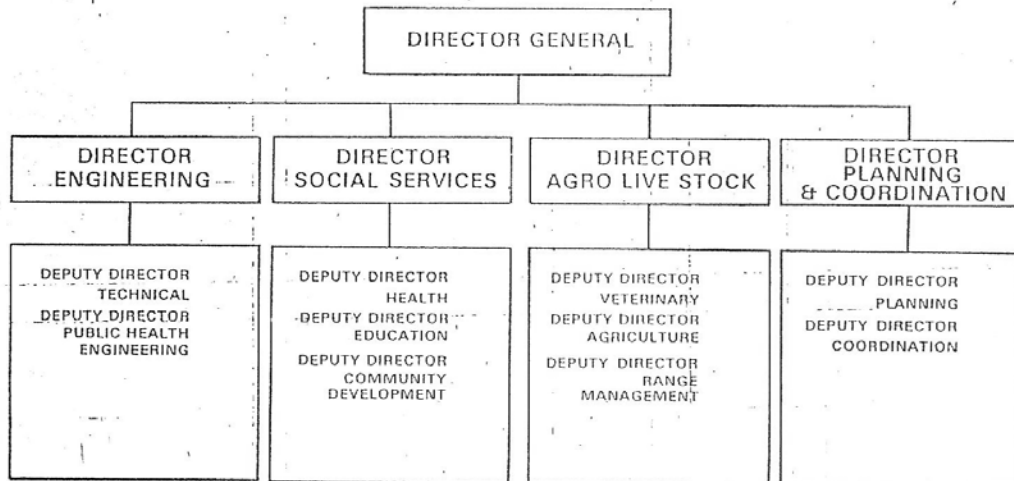 DIRECTOR GENERAL
DIRECTOR
ENGINEERING
DIRECTOR
SOCIAL SERVICES
DIRECTOR
AGRO LIVE STOCK
DIRECTOR
PLANNING
& COORDINATION
DEPUTY DIRECTOR
TECHNICAL
DEPUTY DIRECTOR
PUBLIC HEALTH
ENGINEERING
DEPUTY DIRECTOR
HEALTH
DEPUTY DIRECTOR
EDUCATION
DEPUTY DIRECTOR
COMMUNITY
DEVELOPMENT
DEPUTY DIRECTOR
VETERINARY
DEPUTY DIRECTOR
AGRICULTURE
DEPUTY DIRECTOR
RANGE
MANAGEMENT
DEPUTY DIRECTOR
PLANNING
DEPUTY DIRECTOR
COORDINATION